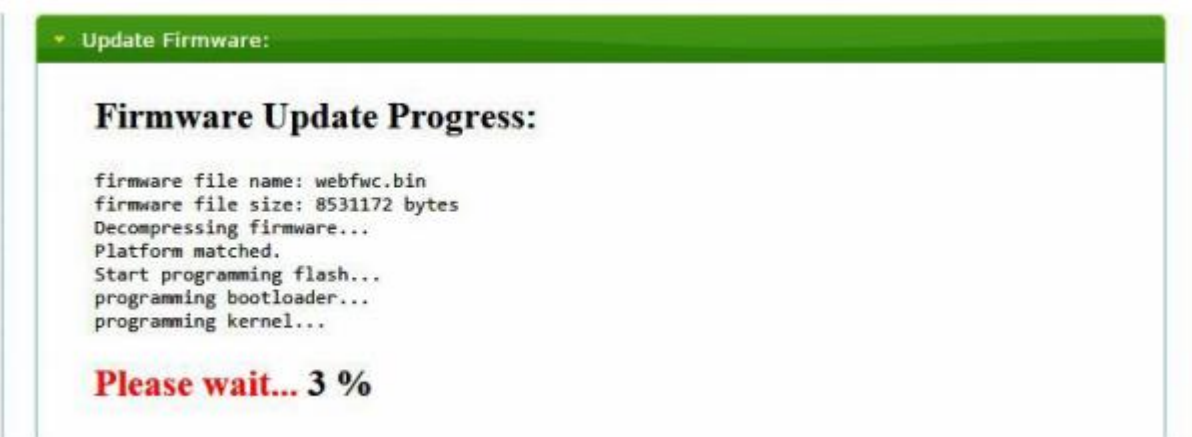 Update Firmware:
Firmware Update Progress:
firmware file name: webfwc.bin
firmware file size: 8531172 bytes
Decompressing firmware...
Platform matched.
Start programming flash...
programming bootloader...
programming kernel...
Please wait... 3 %